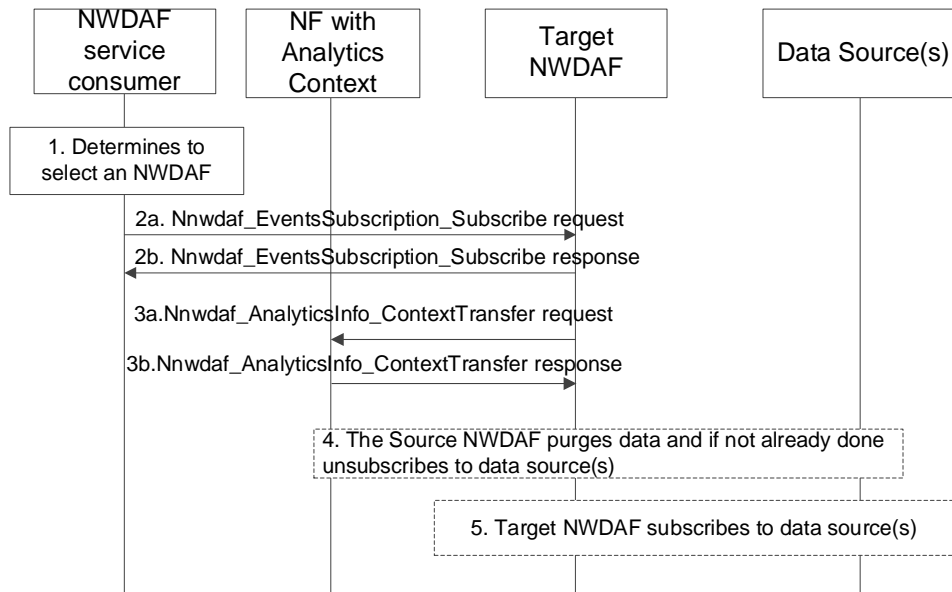 NWDAF
service
consumer
NF with
Analytics
Context
Target
NWDAF
Data Source(s)
1. Determines to
select an NWDAF
2a. Nnwdaf_EventsSubscription_Subscribe request
2b. Nnwdaf_EventsSubscription_Subscribe response
3a.Nnwdaf_AnalyticsInfo_ContextTransfer request
3b.Nnwdaf_AnalyticsInfo_ContextTransfer response
4. The Source NWDAF purges data and if not already done
unsubscribes to data source(s)
5. Target NWDAF subscribes to data source(s)